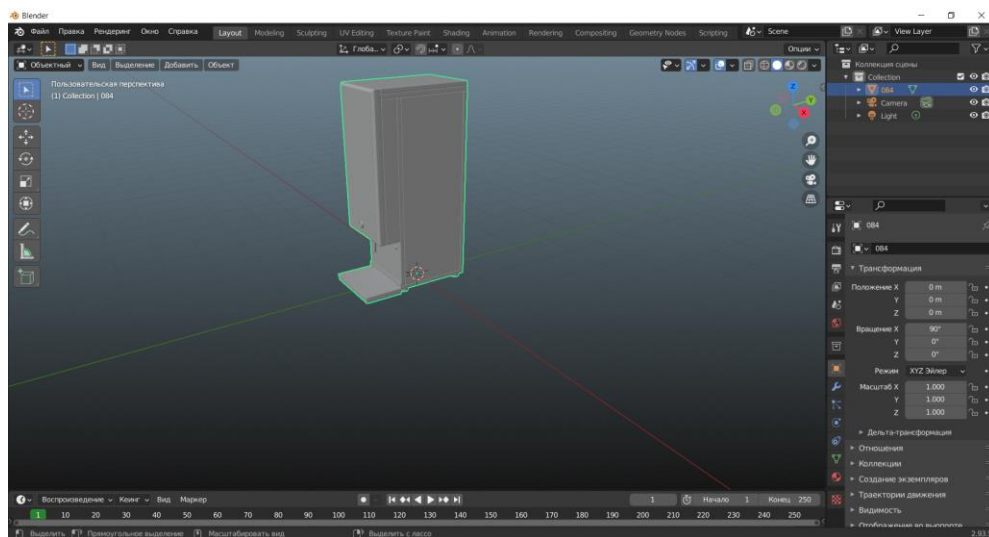 Blender
Файл Правка Рендеринг Окно Справка Layout Modeling Sculpting UV Editing Texture Paint Shading Animation Rendering Compositing Geometry Nodes Scripting Scene View Layer
Глоба... Опции
Объектный Вид Выделение Добавить Объект
Пользовательская перспектива
(1) Collection | 084
Z
Y
X
Коллекция сцены
Collection
084
Camera
Light
084
084
Трансформация
Положение X 0 m
Y 0 m
Z 0 m
Вращение X 90°
Y 0°
Z 0°
Режим XYZ Эйлер
Масштаб X 1.000
Y 1.000
Z 1.000
Дельта-трансформация
Отношения
Коллекции
Создание экземпляров
Траектории движения
Видимость
Отображение во вьюпорте
Воспроизведение Кеинг Вид Маркер 1 Начало 1 Конец 250
1 10 20 30 40 50 60 70 80 90 100 110 120 130 140 150 160 170 180 190 200 210 220 230 240 250
Выделить Прямоугольное выделение Масштабировать вид Выделить с лассо 2.93